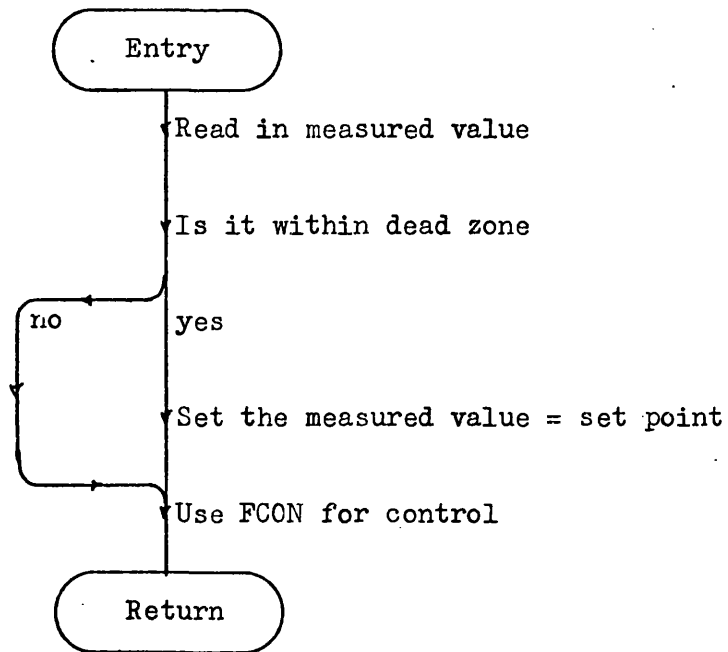 Entry
Read in measured value
Is it within dead zone
no
yes
Set the measured value = set point
Use FCON for control
Return